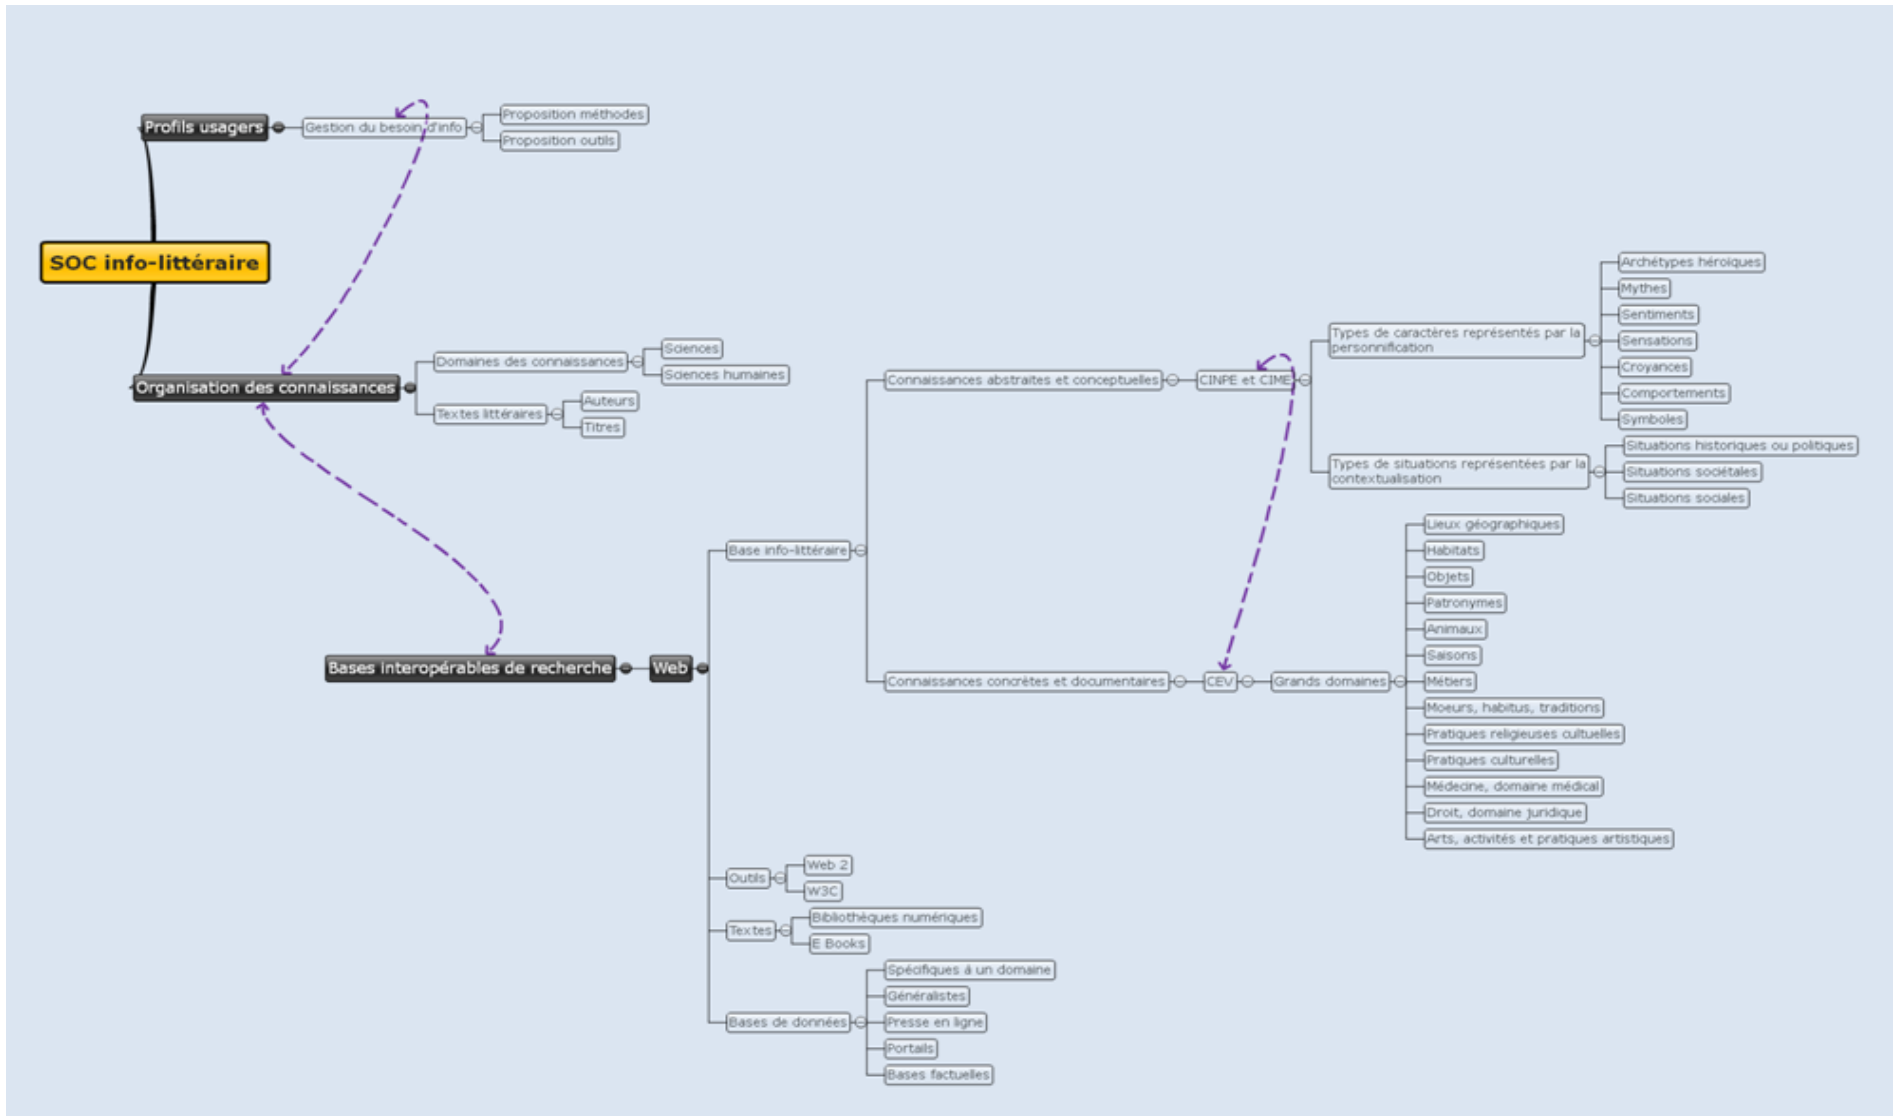 Profils usagers
Gestion du besoin d'info
Proposition méthodes
Proposition outils
SOC info-littéraire
Organisation des connaissances
Domaines des connaissances
Sciences
Sciences humaines
Textes littéraires
Auteurs
Titres
Bases interopérables de recherche
Web
Base info-littéraire
Connaissances abstraites et conceptuelles
CINPE et CIME
Types de caractères représentés par la
personnification
Archétypes héroïques
Mythes
Sentiments
Sensations
Croyances
Comportements
Symboles
Types de situations représentées par la
contextualisation
Situations historiques ou politiques
Situations sociétales
Situations sociales
Connaissances concrètes et documentaires
CEV
Grands domaines
Lieux géographiques
Habitats
Objets
Patronymes
Animaux
Saisons
Métiers
Moeurs, habitus, traditions
Pratiques religieuses cultuelles
Pratiques culturelles
Médecine, domaine médical
Droit, domaine juridique
Arts, activités et pratiques artistiques
Outils
Web 2
W3C
Textes
Bibliothèques numériques
E Books
Bases de données
Spécifiques à un domaine
Généralistes
Presse en ligne
Portails
Bases factuelles